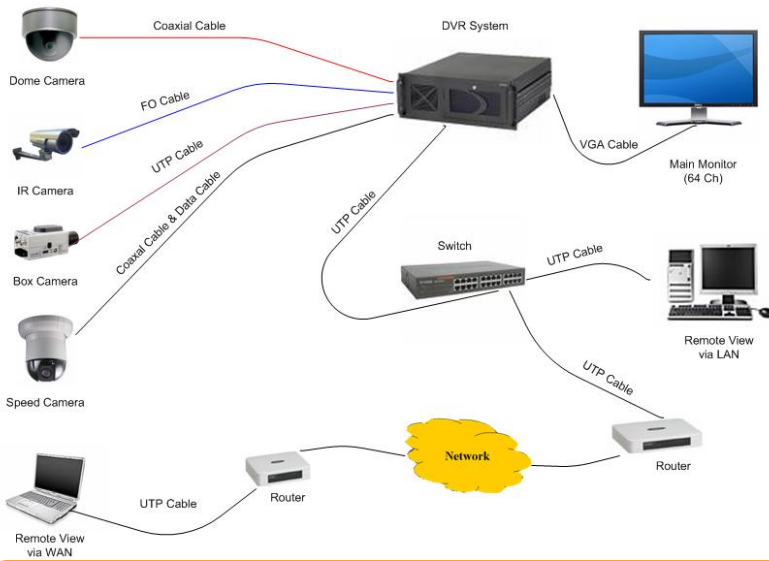 Coaxial Cable
DVR System
Dome Camera
FO Cable
UTP Cable
VGA Cable
Main Monitor
(64 Ch)
IR Camera
Coaxal Cable & Data Cable
UTP Cable
Box Camera
Switch
UTP Cable
Remote View
via LAN
Speed Camera
UTP Cable
Network
Router
UTP Cable
Router
Remote View
via WAN